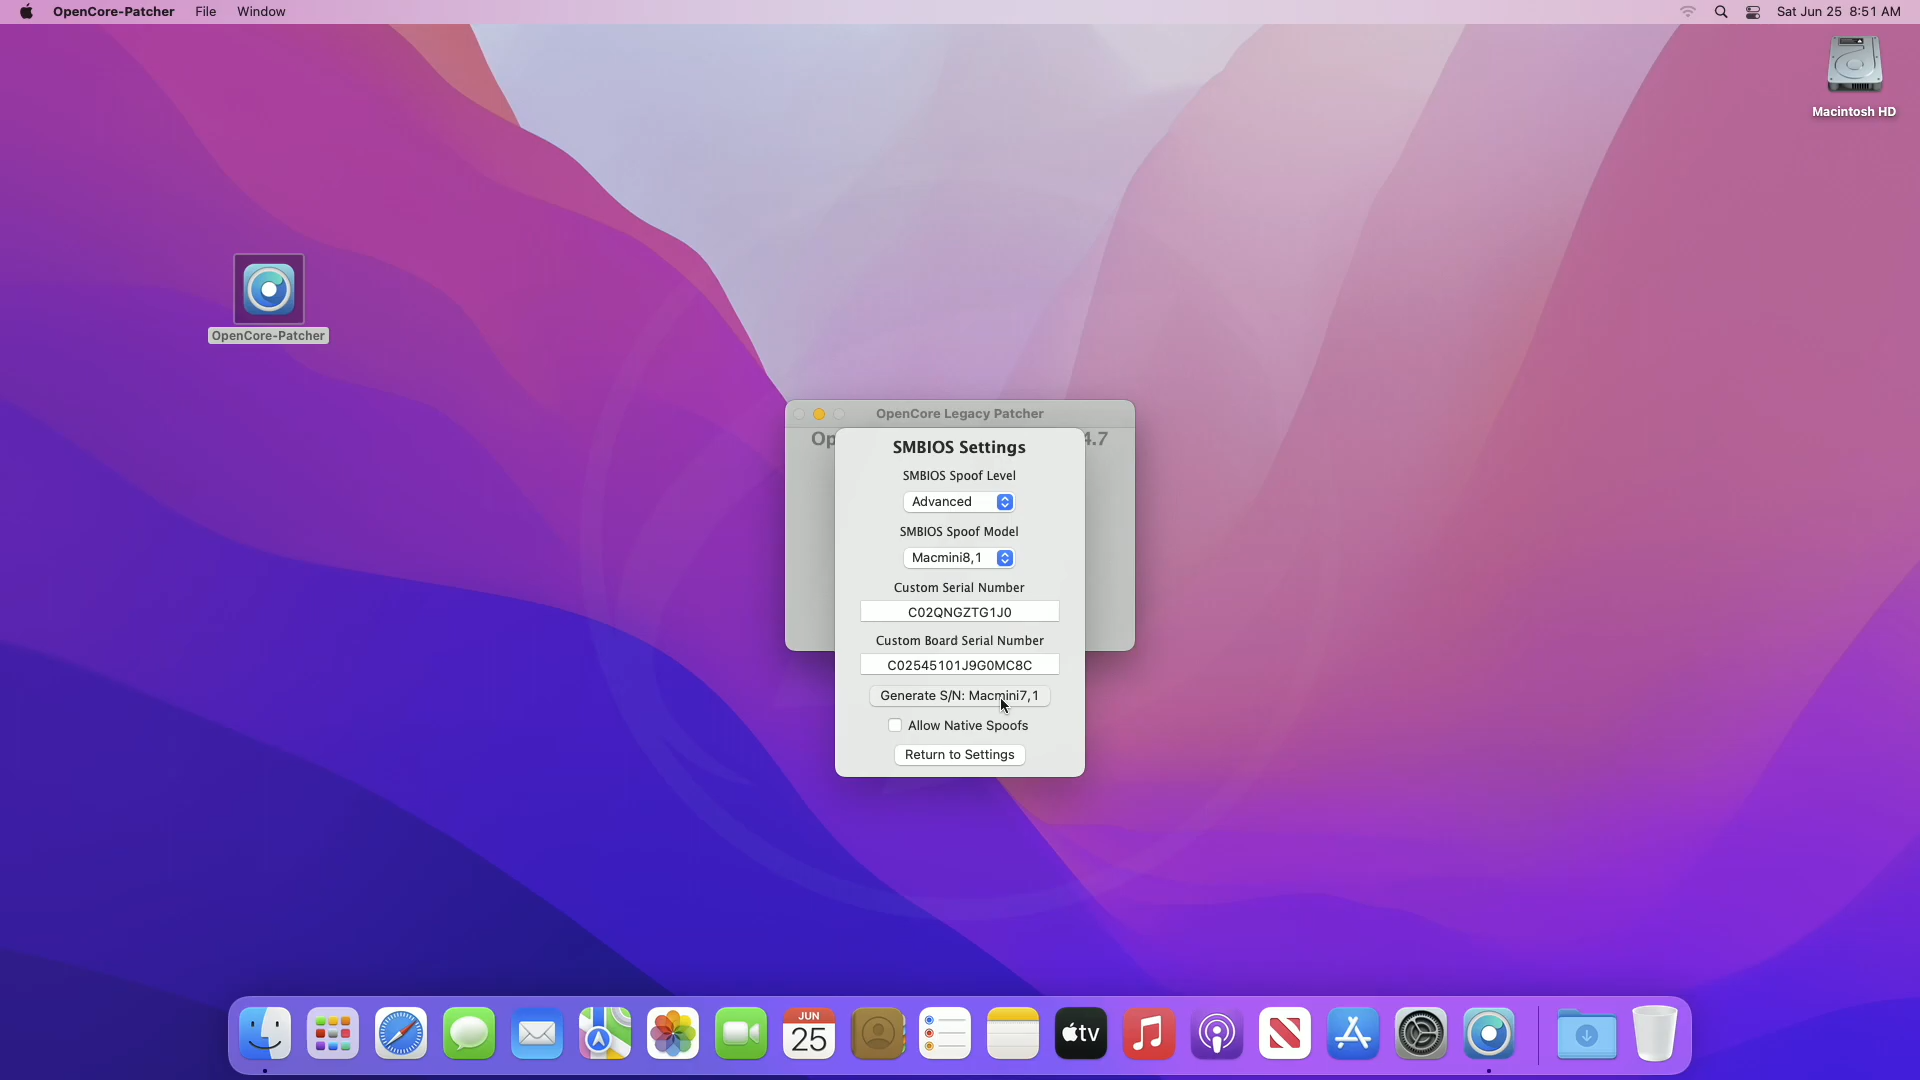 OpenCore-Patcher File Window
Sat Jun 25 8:51 AM
Macintosh HD
OpenCore-Patcher
OpenCore Legacy Patcher
Op
4.7
SMBIOS Settings
SMBIOS Spoof Level
Advanced
SMBIOS Spoof Model
Macmini8,1
Custom Serial Number
C02QNGZTG1J0
Custom Board Serial Number
C02545101J9G0MC8C
Generate S/N: Macmini7,1
Allow Native Spoofs
Return to Settings
JUN
25
tv